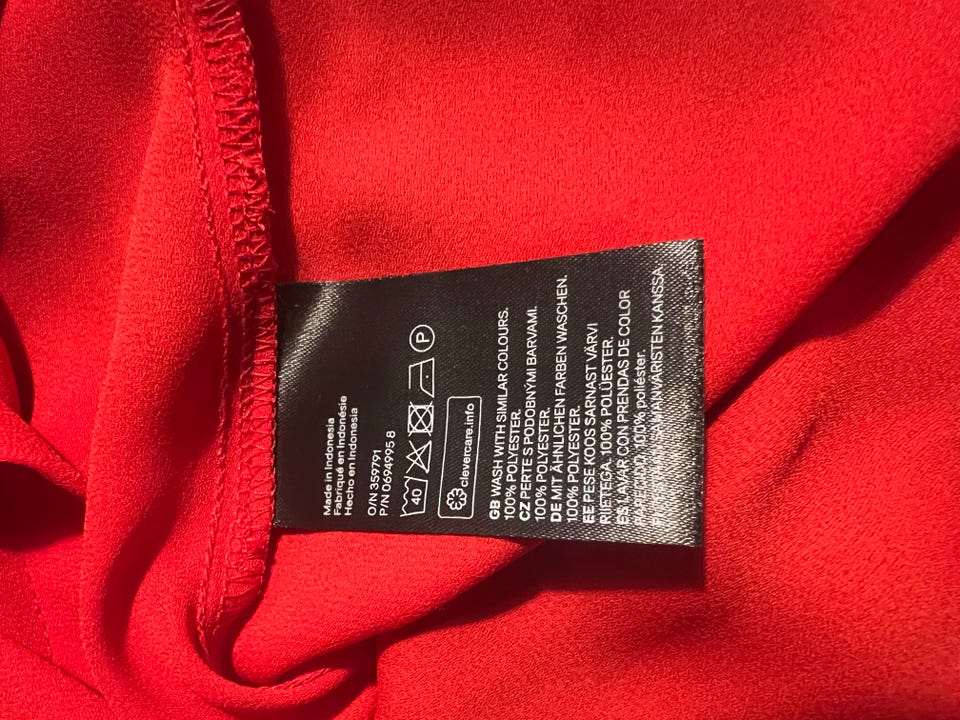 Made in Indonesia
Fabriqué en Indonésie
Hecho en Indonesia
O/N 359791
P/N 0694995 8
40 P
clevercare.info
GB WASH WITH SIMILAR COLOURS.
100% POLYESTER.
CZ PERTE S PODOBNÝMI BARVAMI.
100% POLYESTER.
DE MIT ÄHNLICHEN FARBEN WASCHEN.
100% POLYESTER.
EE PESE KOOS SARNAST VÄRVI
RIIETEGA. 100% POLÜESTER.
ES LAVAR CON PRENDAS DE COLOR
100% poliéster.
SAMANVÄRISTEN KANSSA